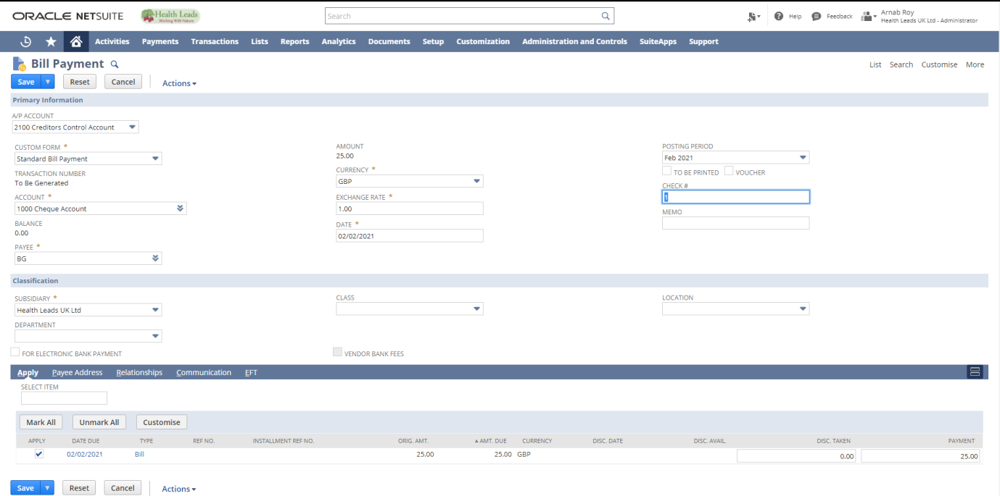 ORACLE NETSUITE
Health Leads
Working With Nature
Search
Help
Feedback
Arnab Roy
Health Leads UK Ltd - Administrator
Activities Payments Transactions Lists Reports Analytics Documents Setup Customization Administration and Controls SuiteApps Support
Bill Payment
List Search Customise More
Save Reset Cancel Actions
Primary Information
A/P ACCOUNT
2100 Creditors Control Account
CUSTOM FORM *
Standard Bill Payment
TRANSACTION NUMBER
To Be Generated
ACCOUNT *
1000 Cheque Account
BALANCE
0.00
PAYEE *
BG
AMOUNT
25.00
CURRENCY *
GBP
EXCHANGE RATE *
1.00
DATE *
02/02/2021
POSTING PERIOD
Feb 2021
TO BE PRINTED VOUCHER
CHECK #
1
MEMO
Classification
SUBSIDIARY *
Health Leads UK Ltd
DEPARTMENT
CLASS
LOCATION
FOR ELECTRONIC BANK PAYMENT
VENDOR BANK FEES
Apply Payee Address Relationships Communication EFT
SELECT ITEM
Mark All Unmark All Customise
APPLY DATE DUE TYPE REF NO. INSTALLMENT REF NO. ORIG. AMT. ▲ AMT. DUE CURRENCY DISC. DATE DISC. AVAIL. DISC. TAKEN PAYMENT
02/02/2021 Bill 25.00 25.00 GBP 0.00 25.00
Save Reset Cancel Actions